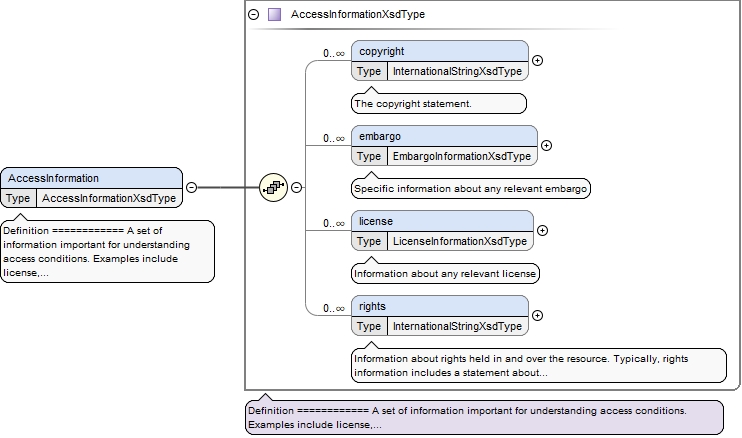 AccessInformationXsdType
0..∞
copyright
Type InternationalStringXsdType
The copyright statement.
0..∞
embargo
Type EmbargoInformationXsdType
Specific information about any relevant embargo
AccessInformation
Type AccessInformationXsdType
Definition ============ A set of
information important for understanding
access conditions. Examples include
license,...
0..∞
license
Type LicenseInformationXsdType
Information about any relevant license
0..∞
rights
Type InternationalStringXsdType
Information about rights held in and over the resource. Typically, rights
information includes a statement about...
Definition ============ A set of information important for understanding access conditions.
Examples include license,...